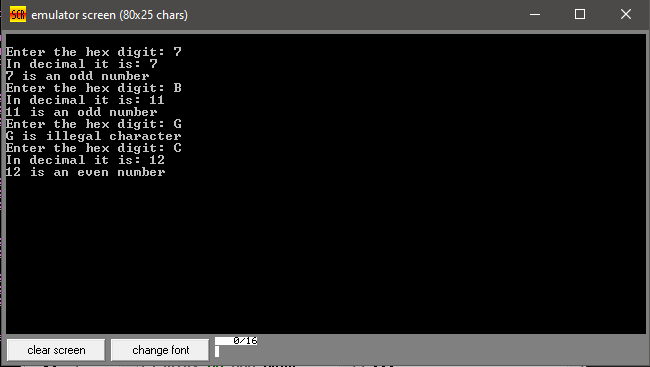 SCR emulator screen (80x25 chars)
Enter the hex digit: 7
In decimal it is: 7
7 is an odd number
Enter the hex digit: B
In decimal it is: 11
11 is an odd number
Enter the hex digit: G
G is illegal character
Enter the hex digit: C
In decimal it is: 12
12 is an even number
clear screen change font 0/16